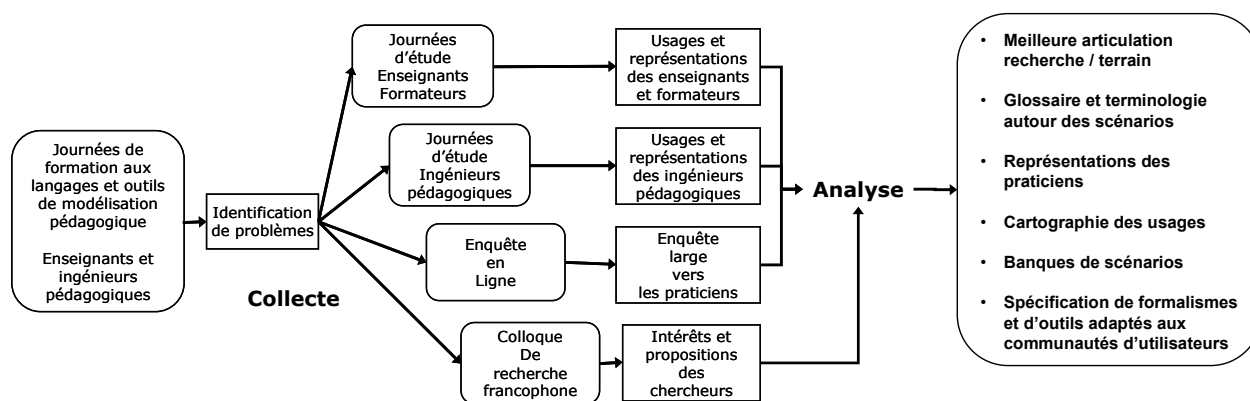 Journées de
formation aux
langages et outils
de modélisation
pédagogique
Enseignants et
ingénieurs
pédagogiques
Identification
de problèmes
Collecte
Journées
d'étude
Enseignants
Formateurs
Journées
d'étude
Ingénieurs
pédagogiques
Enquête
en
Ligne
Colloque
De
recherche
francophone
Usages et
représentations
des enseignants
et formateurs
Usages et
représentations
des ingénieurs
pédagogiques
Enquête
large
vers
les praticiens
Intérêts et
propositions
des
chercheurs
Analyse
• Meilleure articulation
recherche / terrain
• Glossaire et terminologie
autour des scénarios
• Représentations des
praticiens
• Cartographie des usages
• Banques de scénarios
• Spécification de formalismes
et d'outils adaptés aux
communautés d'utilisateurs